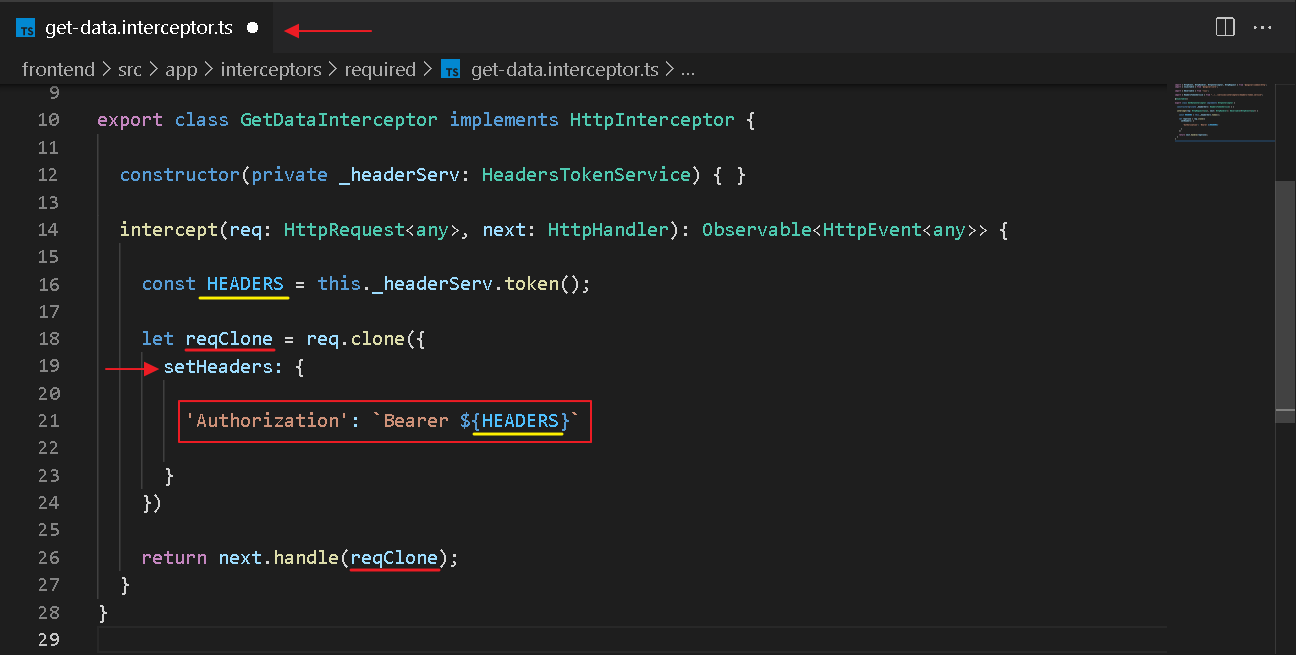 TS get-data.interceptor.ts
frontend > src > app > interceptors > required > TS get-data.interceptor.ts > ...
9
10 export class GetDataInterceptor implements HttpInterceptor {
11
12 constructor(private _headerServ: HeadersTokenService) { }
13
14 intercept(req: HttpRequest<any>, next: HttpHandler): Observable<HttpEvent<any>> {
15
16 const HEADERS = this._headerServ.token();
17
18 let reqClone = req.clone({
19 setHeaders: {
20
21 'Authorization': `Bearer ${HEADERS}`
22
23 }
24 })
25
26 return next.handle(reqClone);
27 }
28 }
29